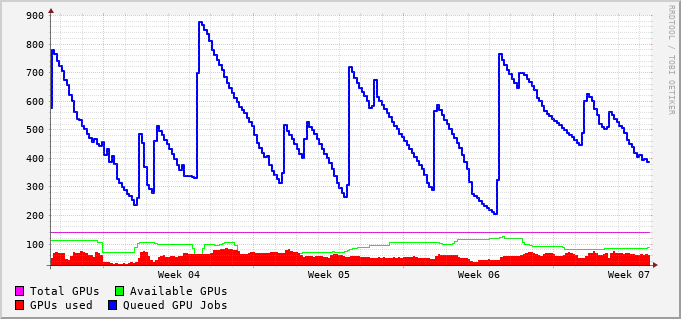 900
800
700
600
500
400
300
200
100
Week 04 Week 05 Week 06 Week 07
Total GPUs Available GPUs
GPUs used Queued GPU Jobs
RRDTOOL / TOBI OETIKER